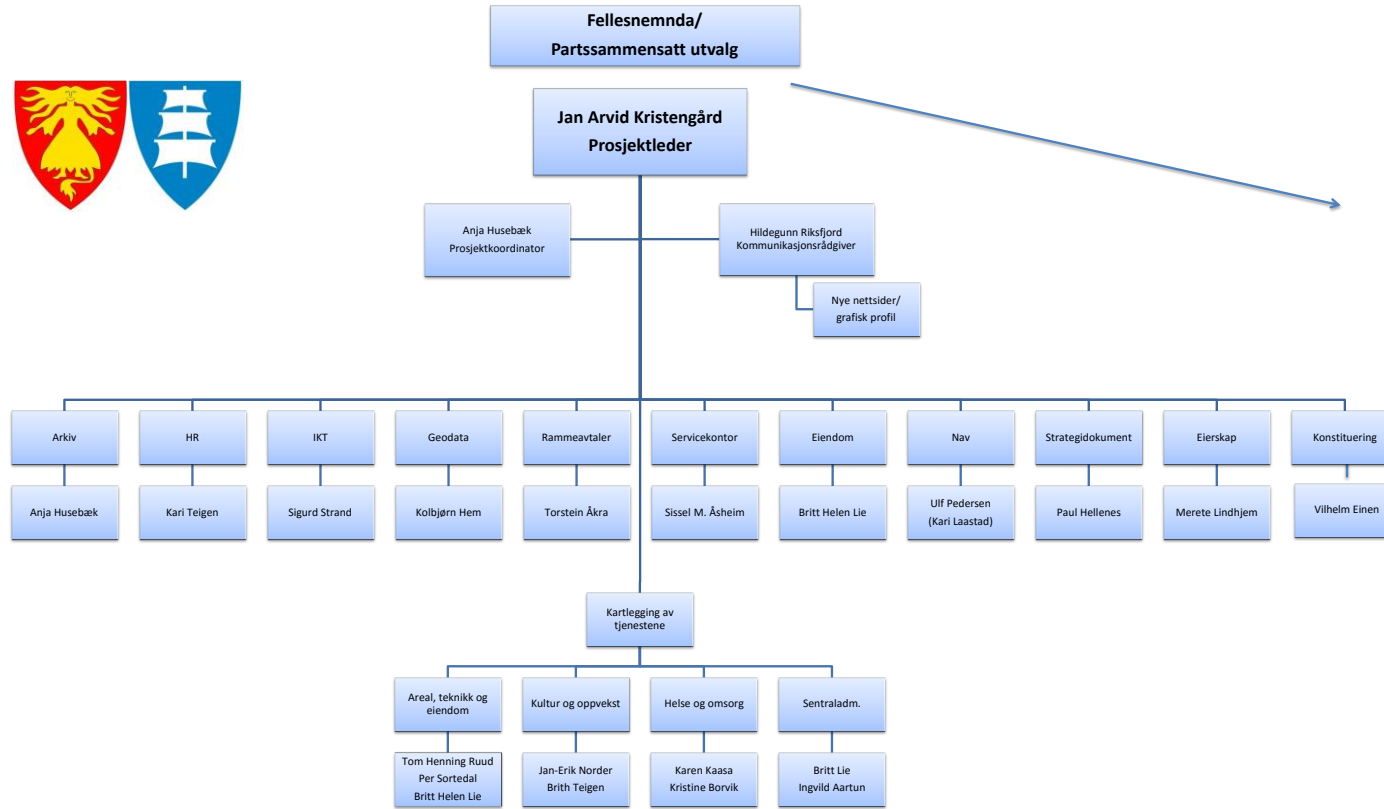 Fellesnemnda/
Partssammensatt utvalg
Jan Arvid Kristengård
Prosjektleder
Anja Husebæk
Prosjektkoordinator
Hildegunn Riksfjord
Kommunikasjonsrådgiver
Nye nettsider/
grafisk profil
Arkiv
HR
IKT
Geodata
Rammeavtaler
Servicekontor
Eiendom
Nav
Strategidokument
Eierskap
Konstituering
Anja Husebæk
Kari Teigen
Sigurd Strand
Kolbjørn Hem
Torstein Åkra
Sissel M. Åsheim
Britt Helen Lie
Ulf Pedersen
(Kari Laastad)
Paul Hellenes
Merete Lindhjem
Vilhelm Einen
Kartlegging av
tjenestene
Areal, teknikk og
eiendom
Kultur og oppvekst
Helse og omsorg
Sentraladm.
Tom Henning Ruud
Per Sortedal
Britt Helen Lie
Jan-Erik Norder
Brith Teigen
Karen Kaasa
Kristine Borvik
Britt Lie
Ingvild Aartun